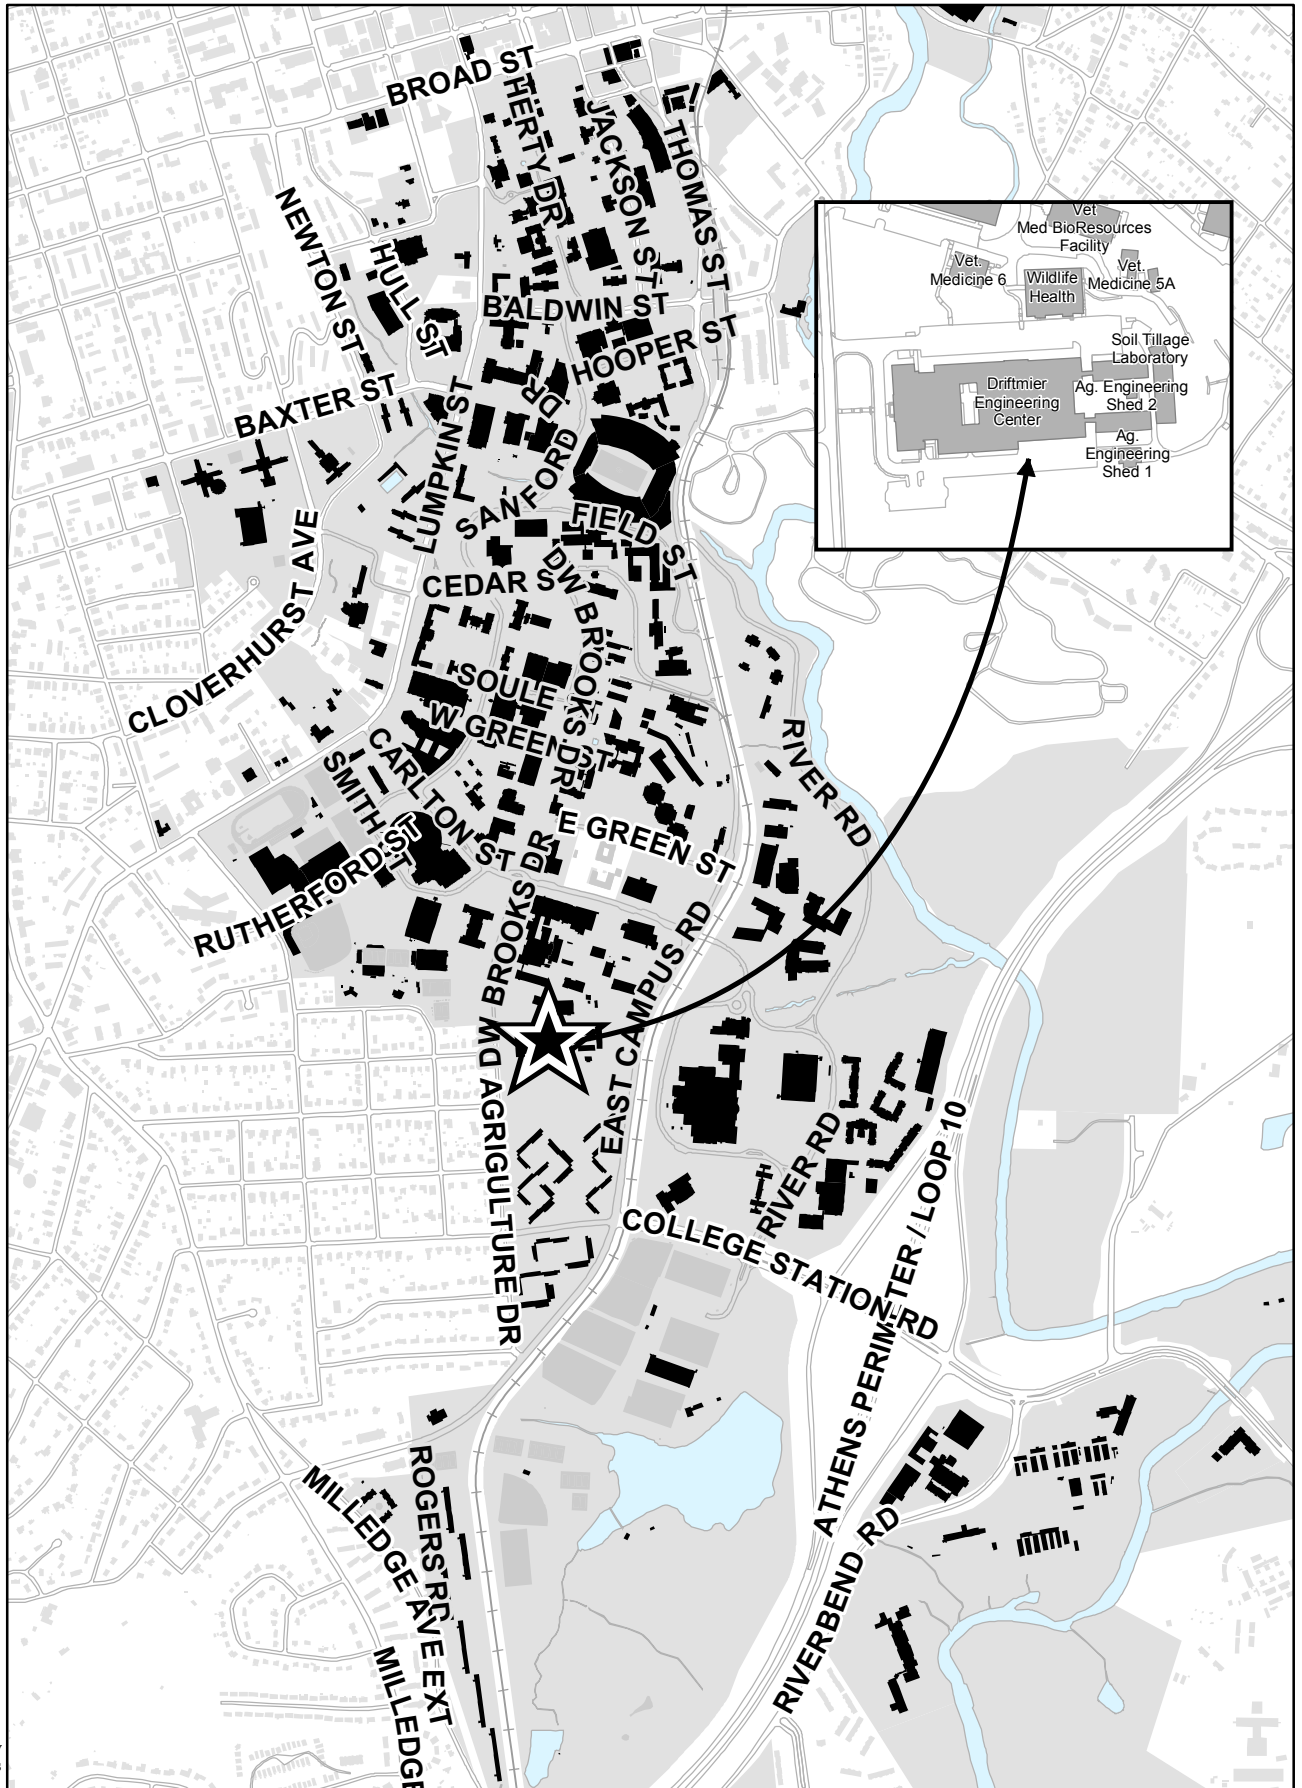 BROAD ST
HERTY DR
JACKSON ST
THOMAS ST
NEWTON ST
HULL ST
BALDWIN ST
HOOPER ST
BAXTER ST
LUMPKIN ST
SANFORD DR
FIELD ST
CEDAR S
CLOVERHURST AVE
DW BROOKS DR
SOULE
W GREEN ST
CARLTON ST
SMITH ST
RUTHERFORD ST
E GREEN ST
RIVER RD
DW BROOKS DR
EAST CAMPUS RD
AGRIGULTURE DR
RIVER RD
COLLEGE STATION RD
ATHENS PERIMETER / LOOP 10
RIVERBEND RD
ROGERS RD
MILLEDGE AVE EXT
MILLEDGE
Vet
Med BioResources
Facility
Vet.
Medicine 6
Wildlife
Health
Vet.
Medicine 5A
Soil Tillage
Laboratory
Driftmier
Engineering
Center
Ag. Engineering
Shed 2
Ag.
Engineering
Shed 1